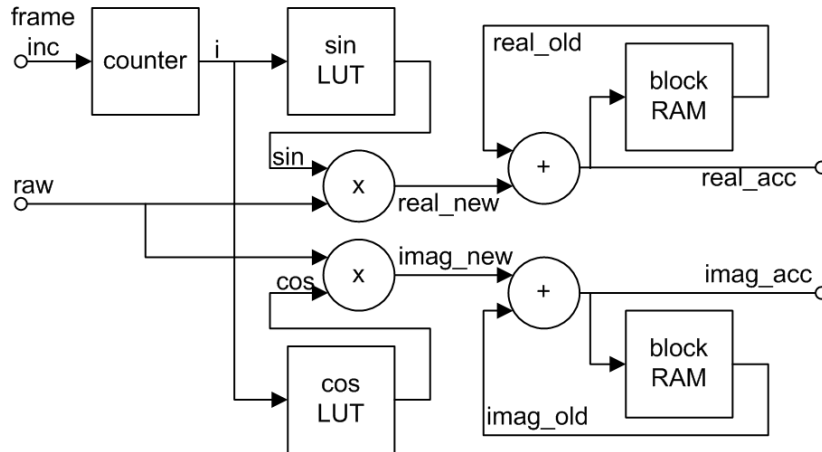 frame
inc
counter
i
sin
LUT
real_old
block
RAM
sin
x
+
real_acc
raw
real_new
x
imag_new
cos
+
imag_acc
cos
LUT
block
RAM
imag_old